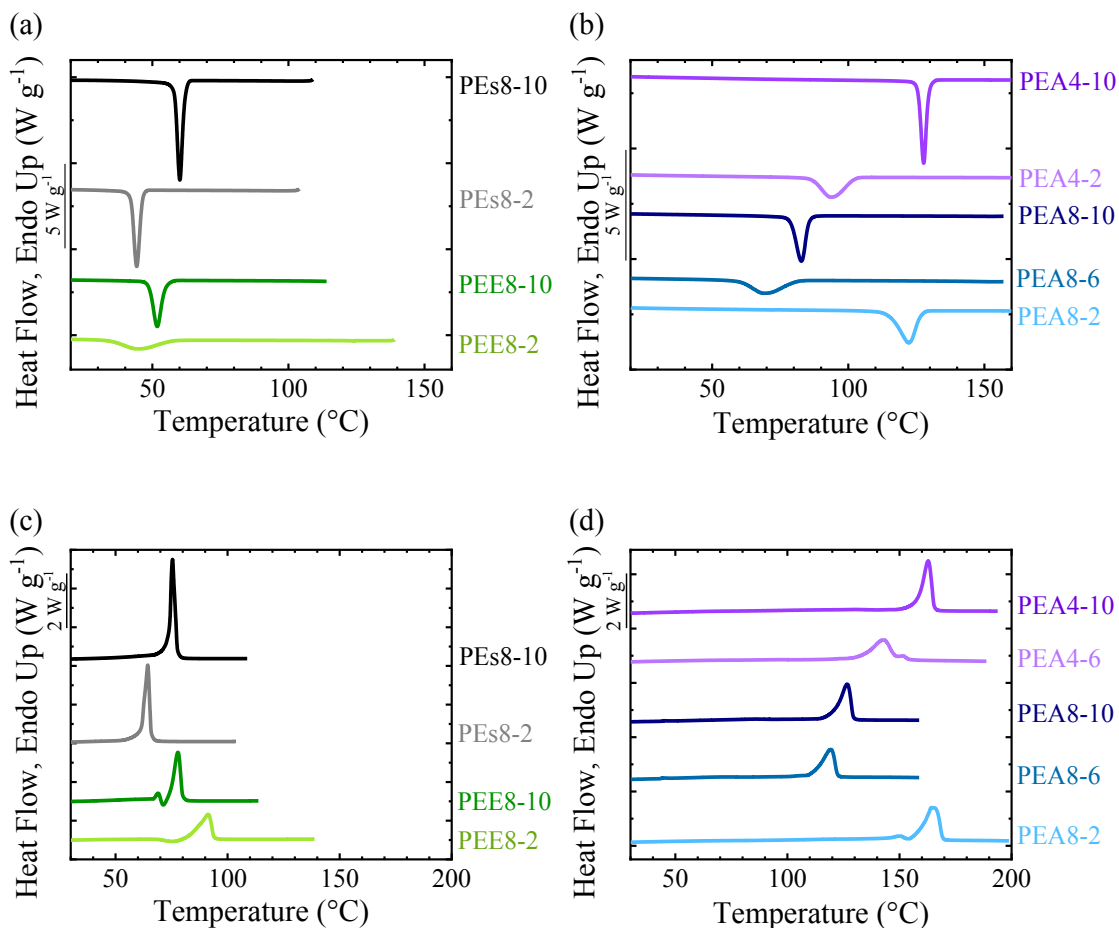 (a)
Heat Flow, Endo Up (W g⁻¹)
5 W g⁻¹
PEs8-10
PEs8-2
PEE8-10
PEE8-2
50 100 150
Temperature (°C)
(b)
Heat Flow, Endo Up (W g⁻¹)
5 W g⁻¹
PEA4-10
PEA4-2
PEA8-10
PEA8-6
PEA8-2
50 100 150
Temperature (°C)
(c)
Heat Flow, Endo Up (W g⁻¹)
2 W g⁻¹
PEs8-10
PEs8-2
PEE8-10
PEE8-2
50 100 150 200
Temperature (°C)
(d)
Heat Flow, Endo Up (W g⁻¹)
2 W g⁻¹
PEA4-10
PEA4-6
PEA8-10
PEA8-6
PEA8-2
50 100 150 200
Temperature (°C)